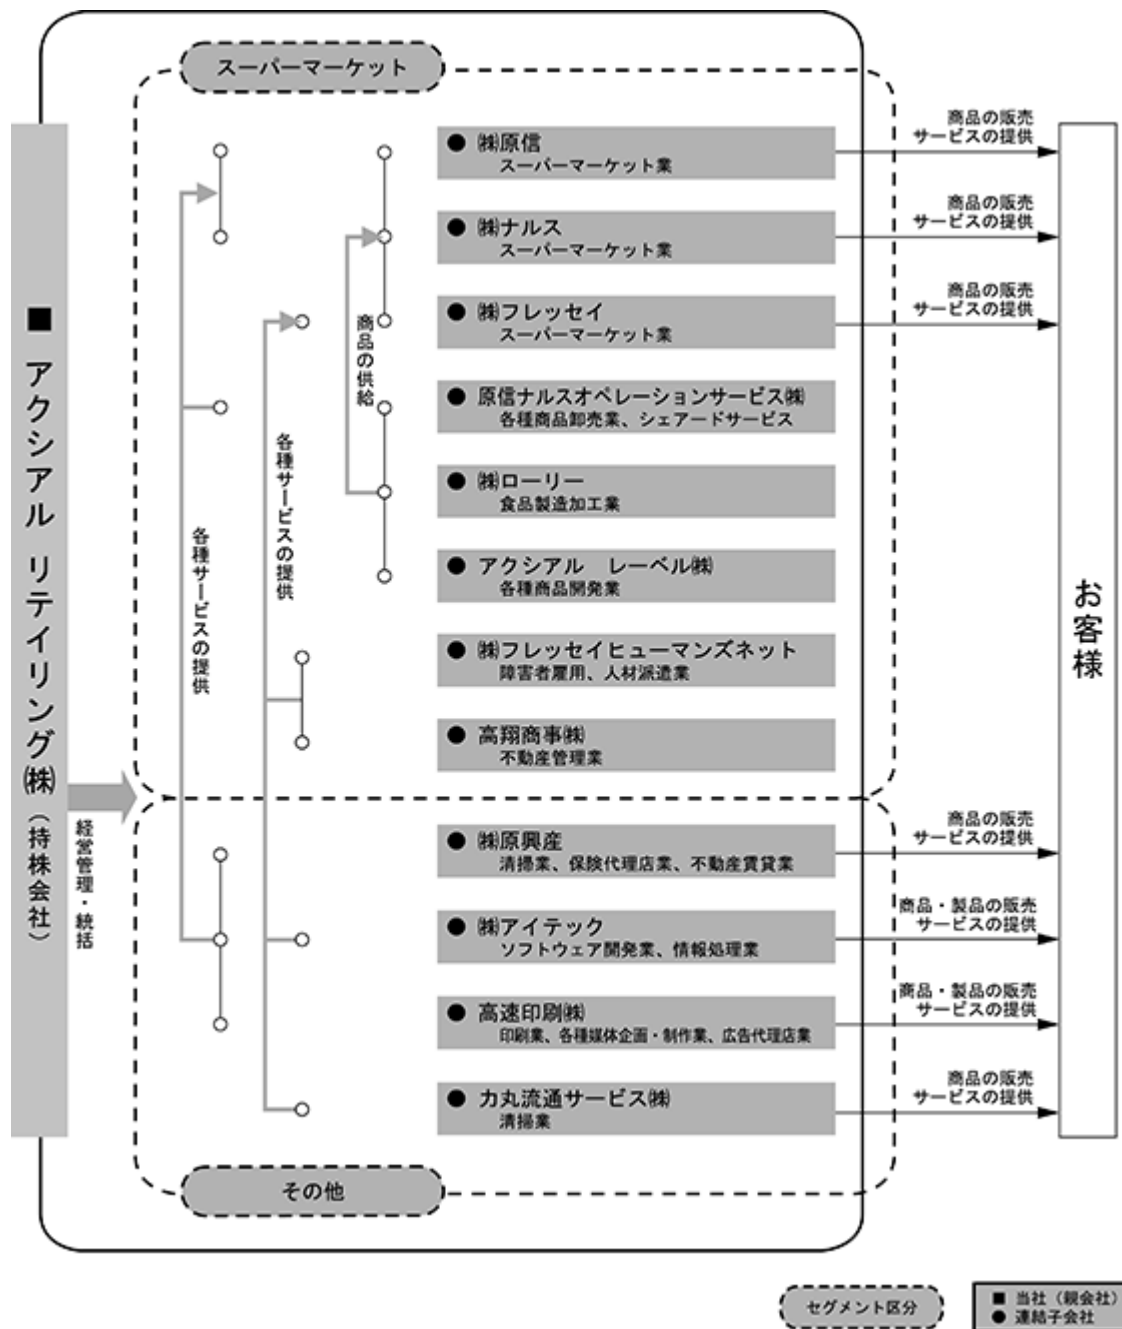 スーパーマーケット
■ アクシアル リテイリング㈱（持株会社）
経営管理・統括
各種サービスの提供
各種サービスの提供
商品の供給
● ㈱原信
スーパーマーケット業
商品の販売
サービスの提供
● ㈱ナルス
スーパーマーケット業
商品の販売
サービスの提供
● ㈱フレッセイ
スーパーマーケット業
商品の販売
サービスの提供
● 原信ナルスオペレーションサービス㈱
各種商品卸売業、シェアードサービス
● ㈱ローリー
食品製造加工業
● アクシアル　レーベル㈱
各種商品開発業
● ㈱フレッセイヒューマンズネット
障害者雇用、人材派遣業
● 高翔商事㈱
不動産管理業
● ㈱原興産
清掃業、保険代理店業、不動産賃貸業
商品の販売
サービスの提供
● ㈱アイテック
ソフトウェア開発業、情報処理業
商品・製品の販売
サービスの提供
● 高速印刷㈱
印刷業、各種媒体企画・制作業、広告代理店業
商品・製品の販売
サービスの提供
● 力丸流通サービス㈱
清掃業
商品の販売
サービスの提供
お客様
その他
セグメント区分
■ 当社（親会社）
● 連結子会社